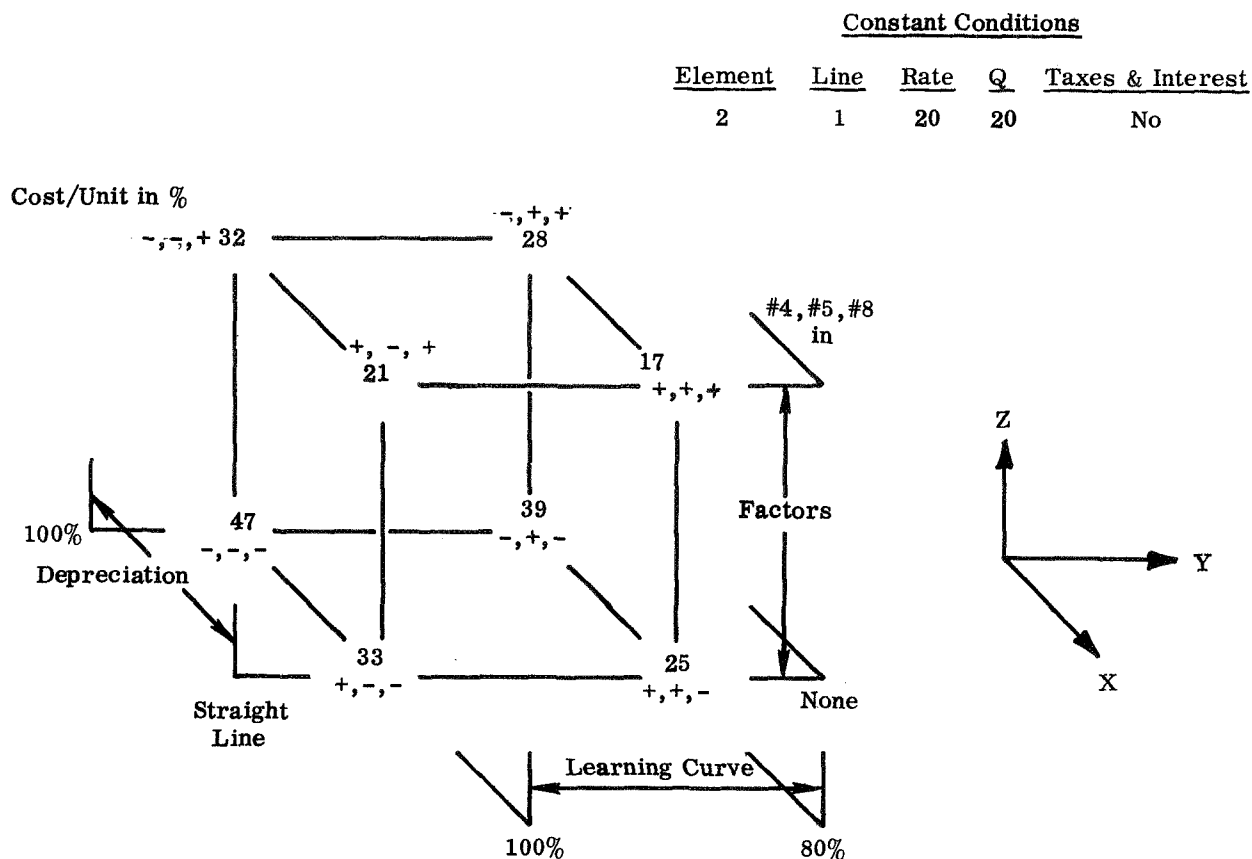 Constant Conditions
Element Line Rate Q Taxes & Interest
2 1 20 20 No
Cost/Unit in %
-,+,+
-,-,+ 32 28
#4, #5, #8
in
+, -, + 17
21 +,+,+
Z
47 39 Factors
100% -,-,- -,+,-
Depreciation Y
33 25
+,-,- +,+,- None
X
Straight
Line
Learning Curve
100% 80%